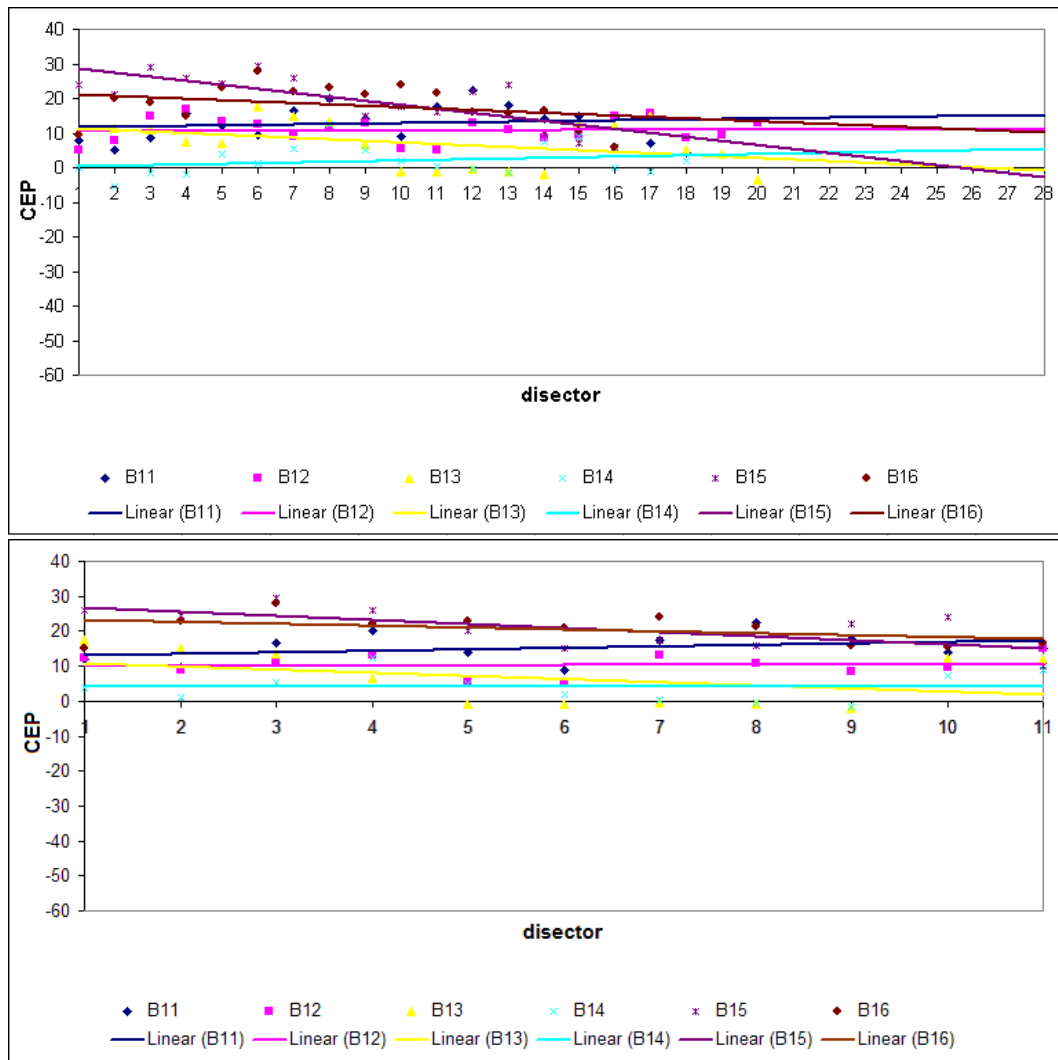 40
30
20
10
0
-10
-20
-30
-40
-50
-60
CEP
2 3 4 5 6 7 8 9 10 11 12 13 14 15 16 17 18 19 20 21 22 23 24 25 26 27 28
disector
B11 B12 B13 B14 B15 B16
Linear (B11) Linear (B12) Linear (B13) Linear (B14) Linear (B15) Linear (B16)
40
30
20
10
0
-10
-20
-30
-40
-50
-60
CEP
1 2 3 4 5 6 7 8 9 10 11
disector
B11 B12 B13 B14 B15 B16
Linear (B11) Linear (B12) Linear (B13) Linear (B14) Linear (B15) Linear (B16)